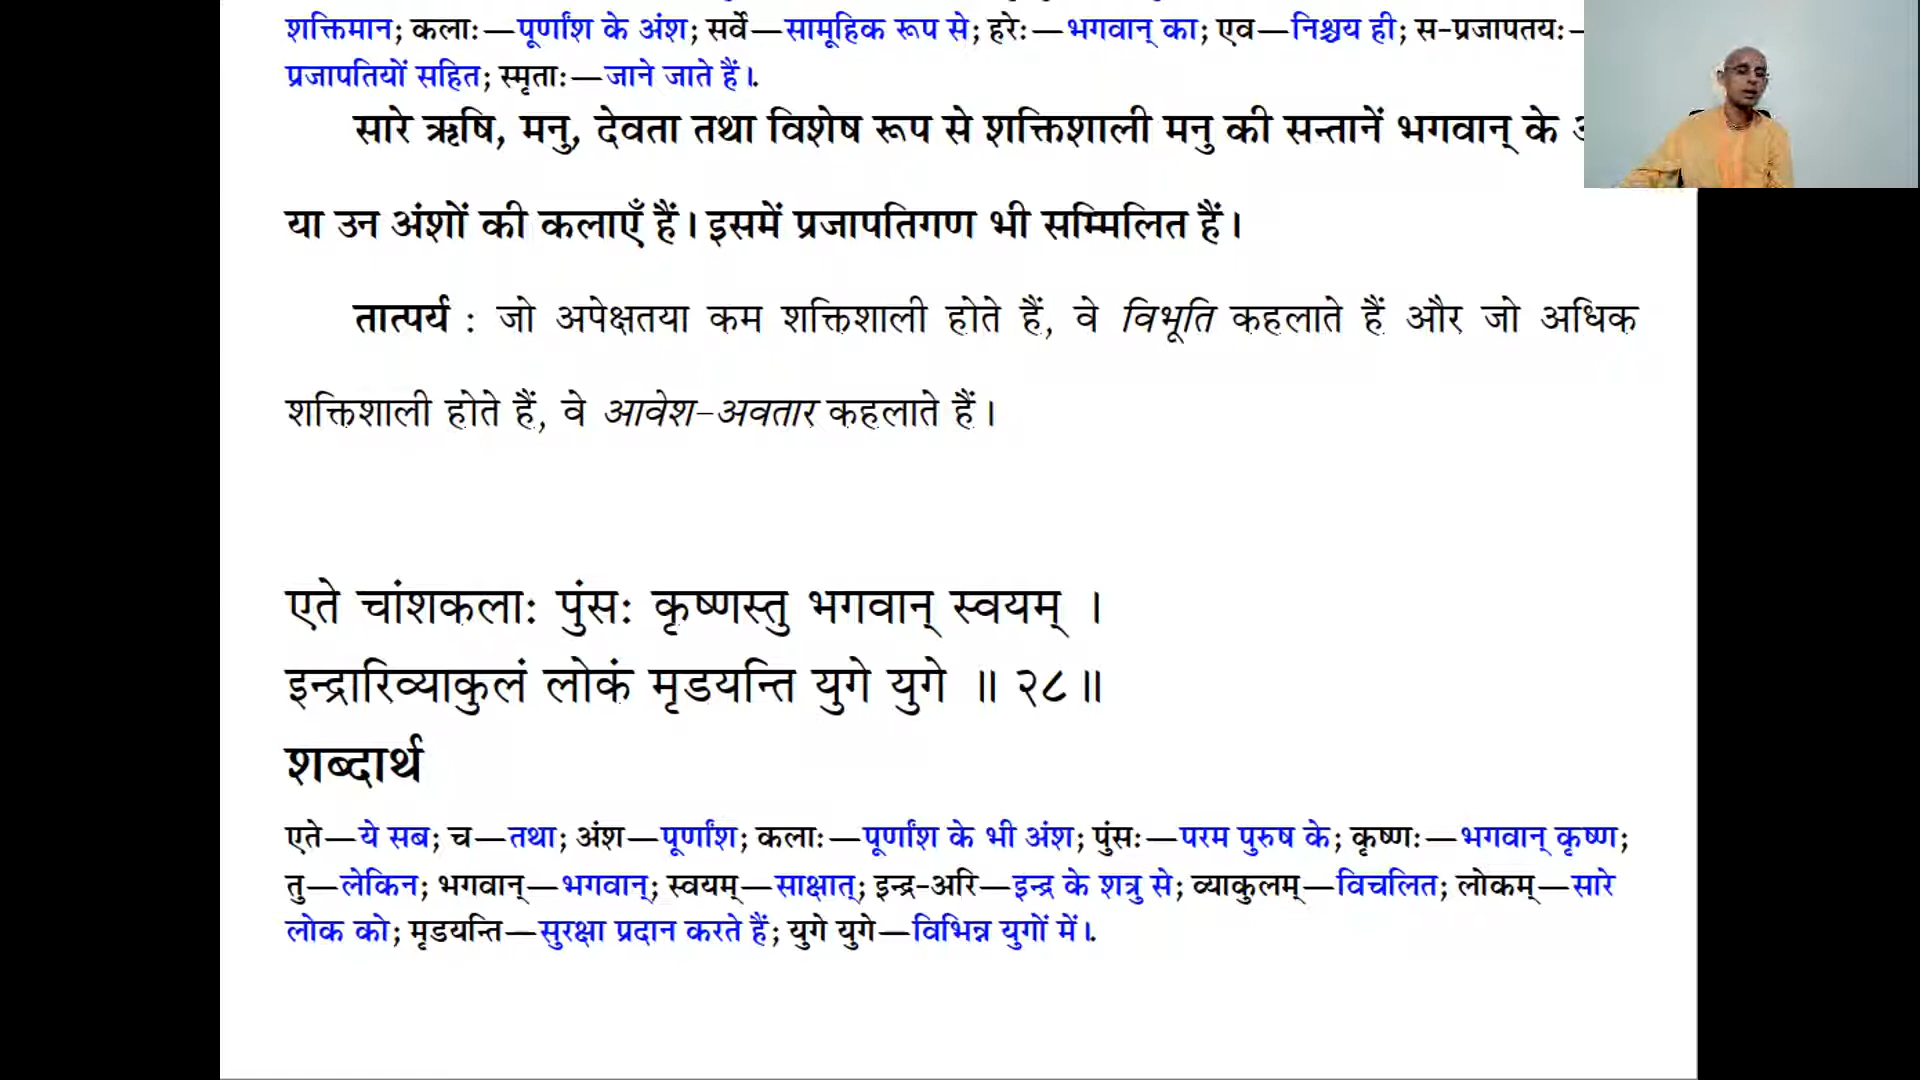 शक्तिमान; कलाः—पूर्णांश के अंश; सर्वे—सामूहिक रूप से; हरेः—भगवान् का; एव—निश्चय ही; स-प्रजापतयः—
प्रजापतियों सहित; स्मृताः—जाने जाते हैं।.
सारे ऋषि, मनु, देवता तथा विशेष रूप से शक्तिशाली मनु की सन्तानें भगवान् के
या उन अंशों की कलाएँ हैं। इसमें प्रजापतिगण भी सम्मिलित हैं।
तात्पर्य : जो अपेक्षतया कम शक्तिशाली होते हैं, वे विभूति कहलाते हैं और जो अधिक
शक्तिशाली होते हैं, वे आवेश-अवतार कहलाते हैं।
एते चांशकलाः पुंसः कृष्णस्तु भगवान् स्वयम् ।
इन्द्रारिव्याकुलं लोकं मृडयन्ति युगे युगे ॥ २८॥
शब्दार्थ
एते—ये सब; च—तथा; अंश—पूर्णांश; कलाः—पूर्णांश के भी अंश; पुंसः—परम पुरुष के; कृष्णः—भगवान् कृष्ण;
तु—लेकिन; भगवान्—भगवान्; स्वयम्—साक्षात्; इन्द्र-अरि—इन्द्र के शत्रु से; व्याकुलम्—विचलित; लोकम्—सारे
लोक को; मृडयन्ति—सुरक्षा प्रदान करते हैं; युगे युगे—विभिन्न युगों में।.